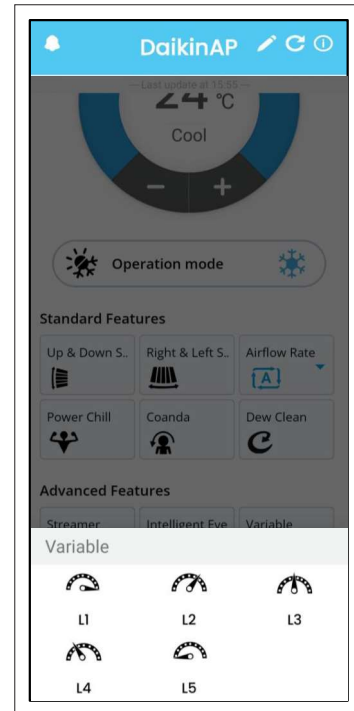 DaikinAP
Last update at 15:55
24 °C
Cool
− +
Operation mode
Standard Features
Up & Down S.. Right & Left S.. Airflow Rate
A
Power Chill Coanda Dew Clean
Advanced Features
Streamer Intelligent Eye Variable
Variable
L1 L2 L3
L4 L5